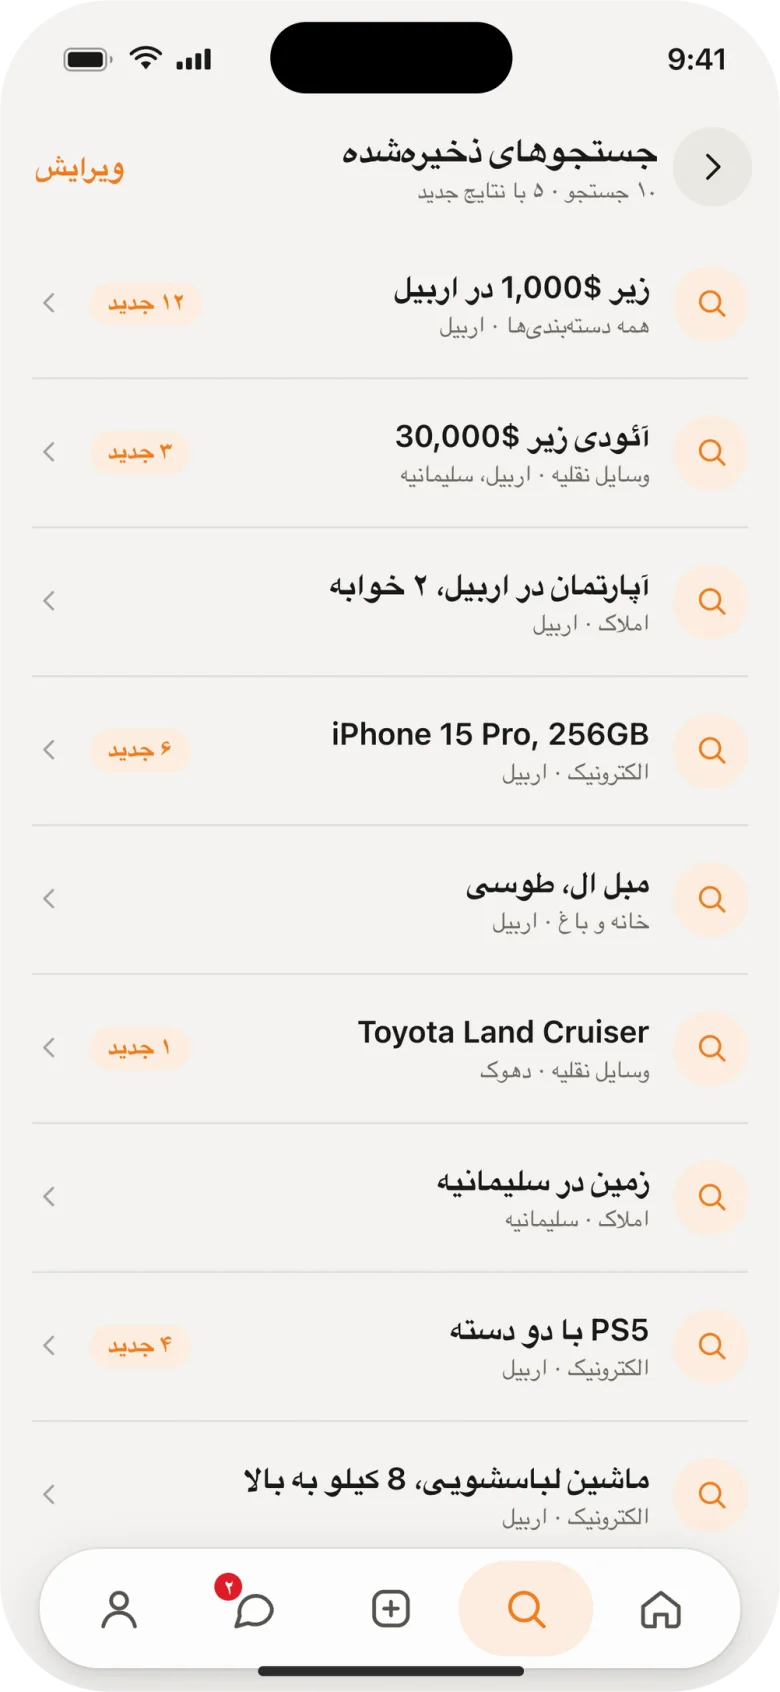 9:41
جستجوهای ذخیره‌شده
۱۰ جستجو · ۵ با نتایج جدید
ویرایش
زیر $1,000 در اربیل
همه دسته‌بندی‌ها · اربیل
۱۲ جدید
آئودی زیر $30,000
وسایل نقلیه · اربیل، سلیمانیه
۳ جدید
آپارتمان در اربیل، ۲ خوابه
املاک · اربیل
iPhone 15 Pro, 256GB
الکترونیک · اربیل
۶ جدید
مبل ال، طوسی
خانه و باغ · اربیل
Toyota Land Cruiser
وسایل نقلیه · دهوک
۱ جدید
زمین در سلیمانیه
املاک · سلیمانیه
PS5 با دو دسته
الکترونیک · اربیل
۴ جدید
ماشین لباسشویی، 8 کیلو به بالا
الکترونیک · اربیل
۲